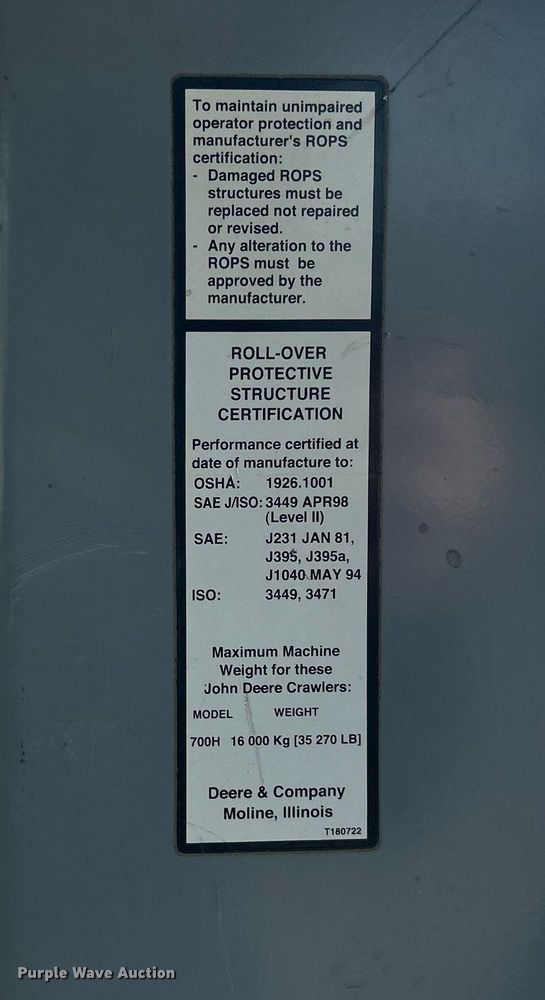 To maintain unimpaired
operator protection and
manufacturer's ROPS
certification:
- Damaged ROPS
structures must be
replaced not repaired
or revised.
- Any alteration to the
ROPS must be
approved by the
manufacturer.
ROLL-OVER
PROTECTIVE
STRUCTURE
CERTIFICATION
Performance certified at
date of manufacture to:
OSHA: 1926.1001
SAE J/ISO: 3449 APR98
(Level II)
SAE: J231 JAN 81,
J395, J395a,
J1040 MAY 94
ISO: 3449, 3471
Maximum Machine
Weight for these
John Deere Crawlers:
MODEL WEIGHT
700H 16 000 Kg [35 270 LB]
Deere & Company
Moline, Illinois
T180722
Purple Wave Auction